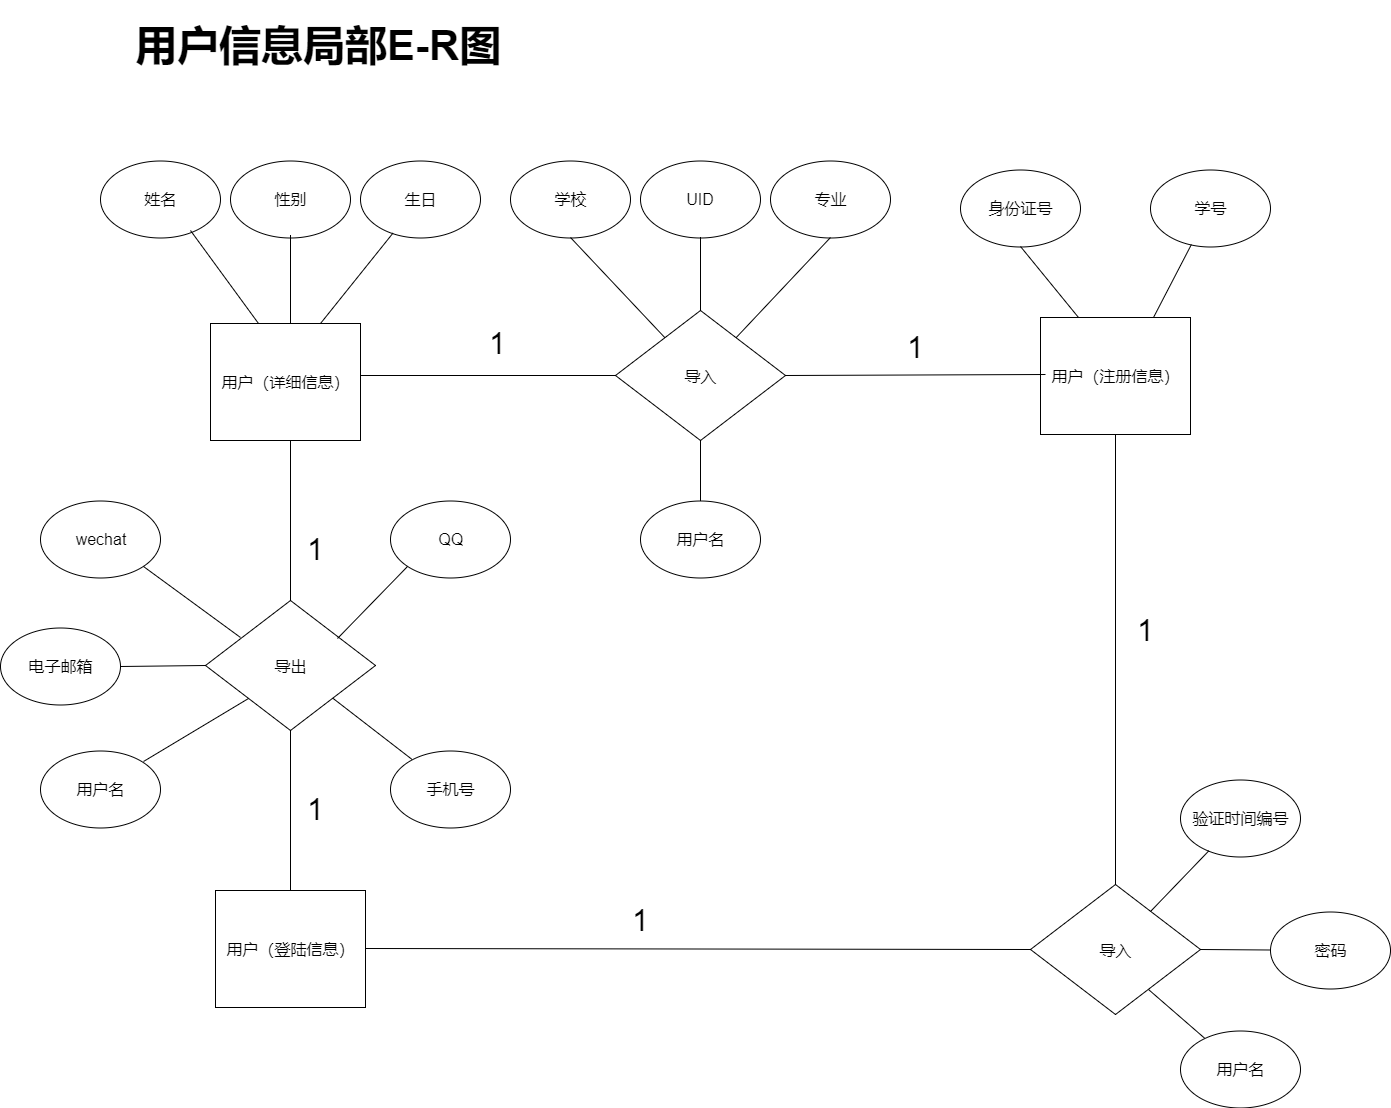 用户信息局部E-R图
姓名
性别
生日
学校
UID
专业
身份证号
学号
1
1
用户（详细信息）
导入
用户（注册信息）
wechat
1
QQ
用户名
1
电子邮箱
导出
用户名
1
手机号
验证时间编号
1
用户（登陆信息）
导入
密码
用户名